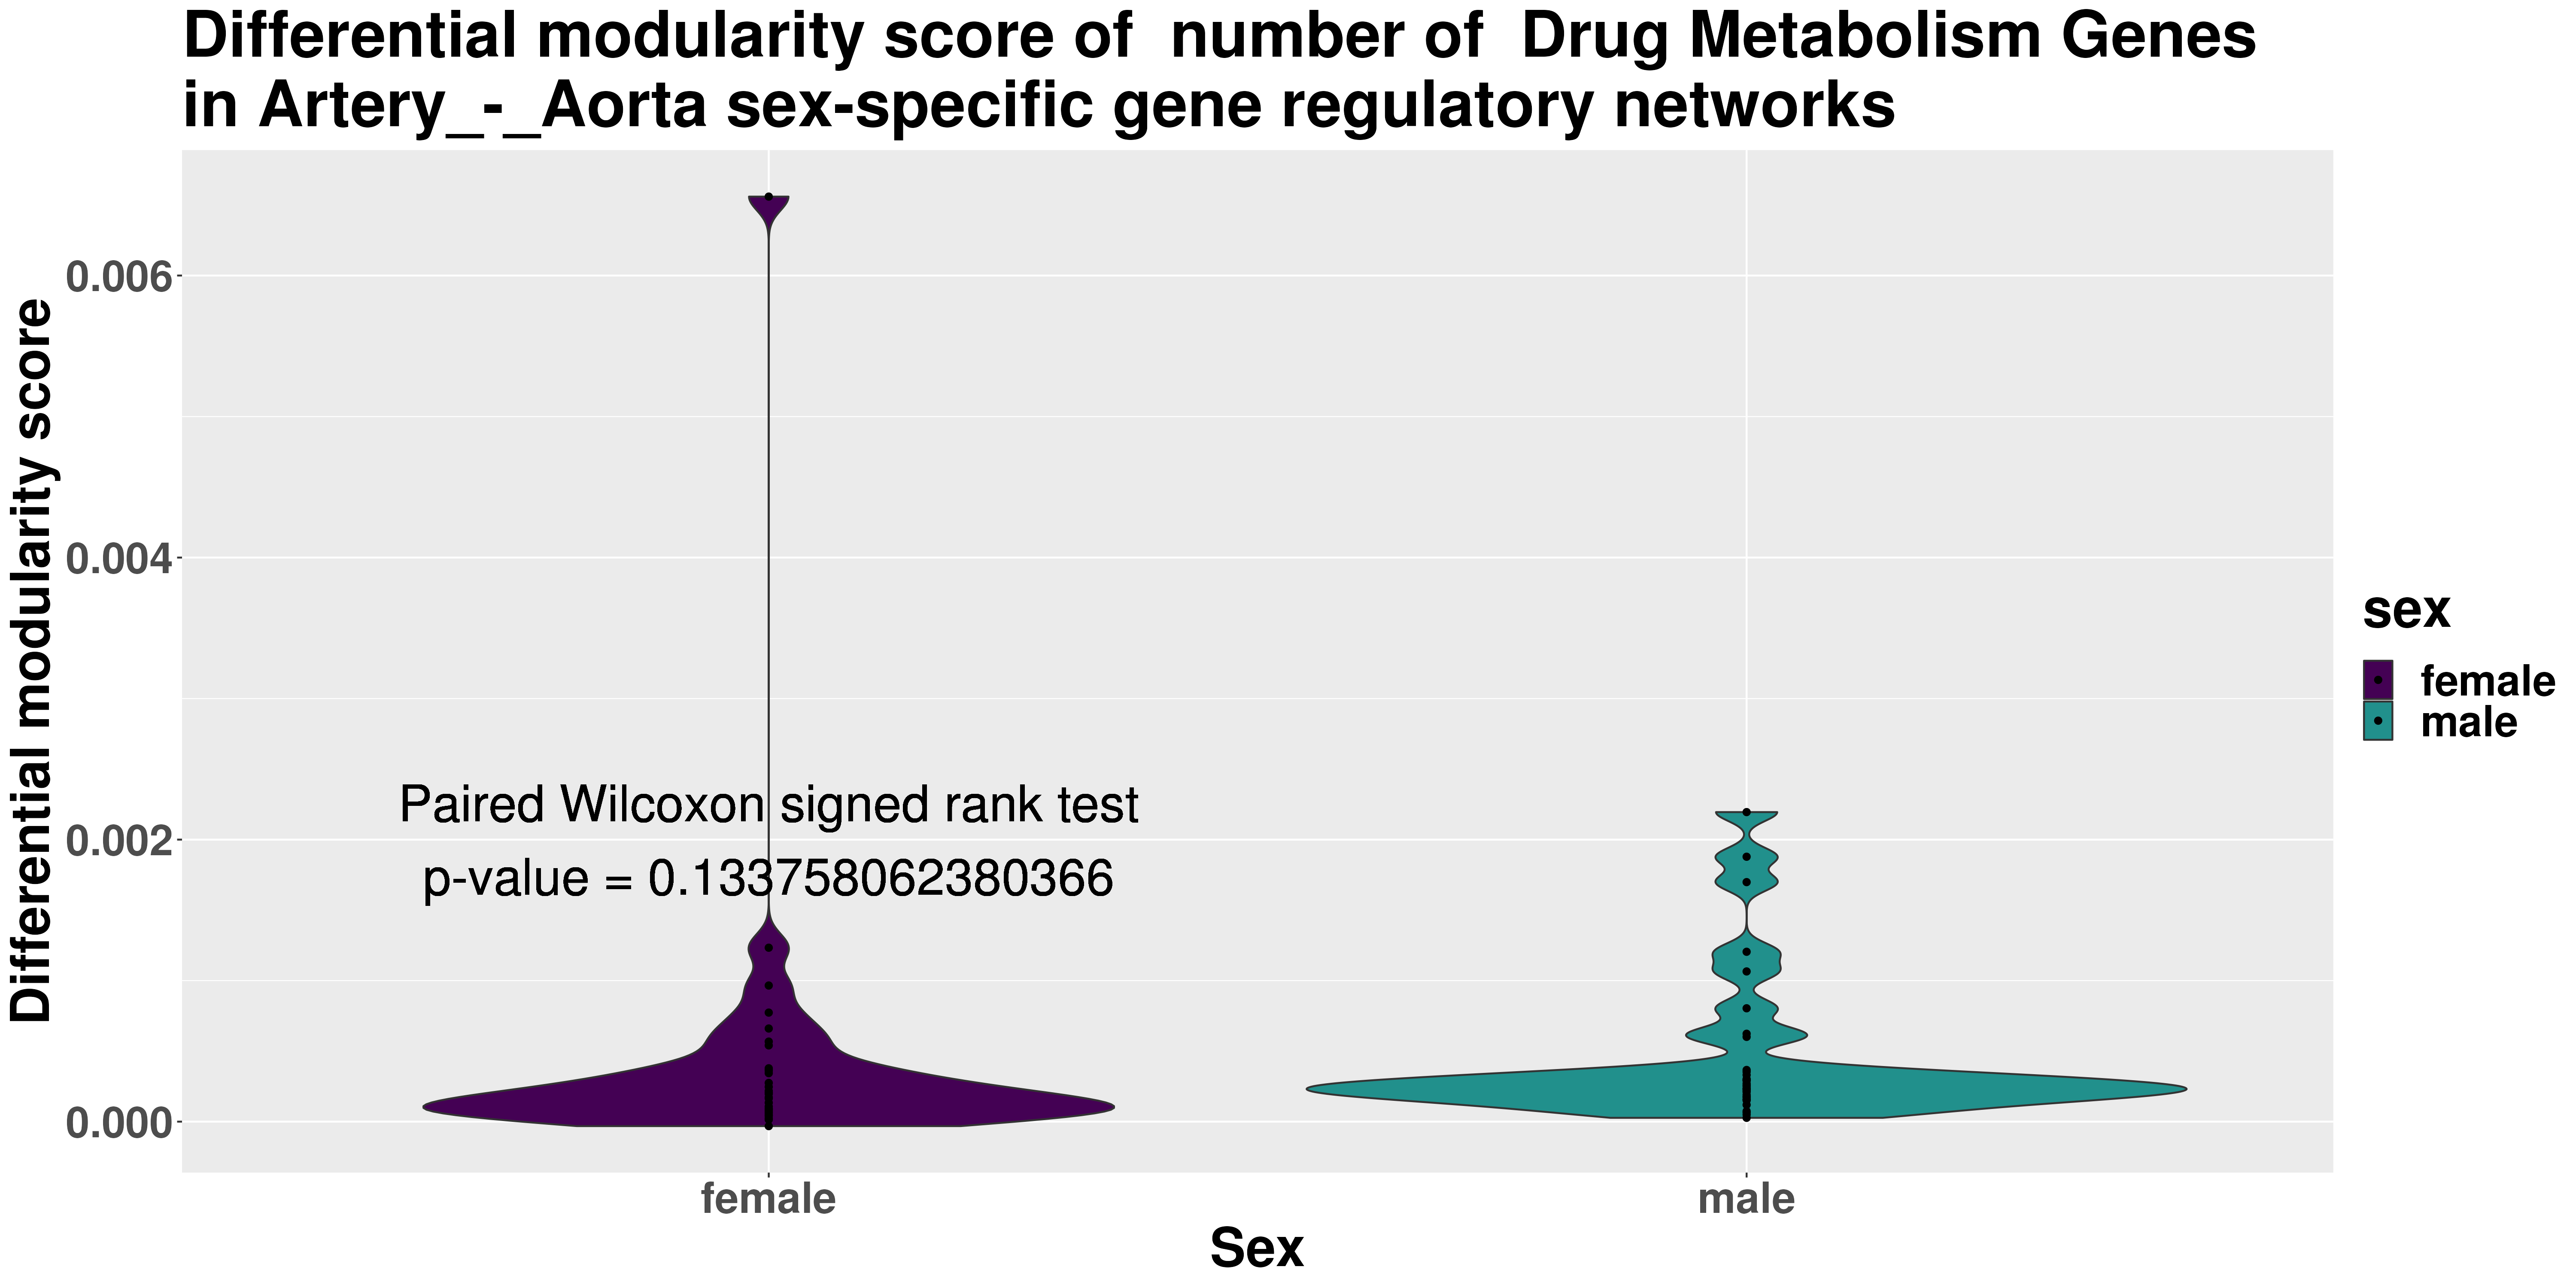 Differential modularity score of  number of  Drug Metabolism Genes
in Artery_-_Aorta sex-specific gene regulatory networks
Differential modularity score
0.006
0.004
0.002
0.000
Paired Wilcoxon signed rank test
p-value = 0.133758062380366
female
male
Sex
sex
female
male